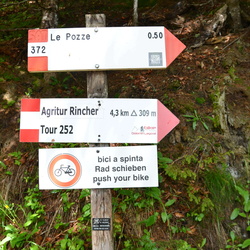 Le Pozze 0.50
372
Agritur Rincher 4,3 km △ 309 m
Tour 252
bici a spinta
Rad schieben
push your bike